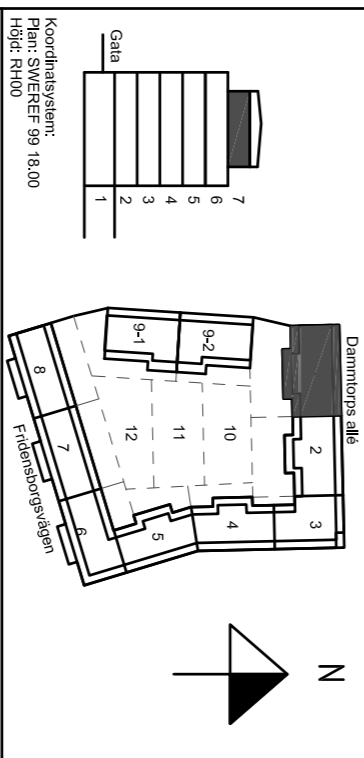 Koordinatsystem:
Plan: SWEREF 99 18.00
Höjd: RH00
Gata
1
2
3
4
5
6
7
Dammtorps allé
2
3
4
5
6
7
8
9-1
9-2
10
11
12
Fridensborgsvägen
N